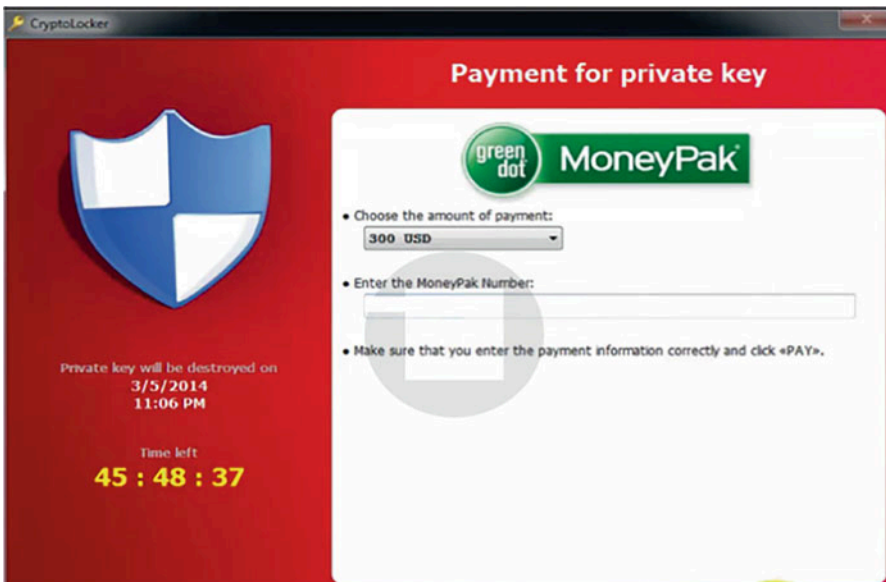 CryptoLocker
Payment for private key
green
dot
MoneyPak
• Choose the amount of payment:
300 USD
• Enter the MoneyPak Number:
• Make sure that you enter the payment information correctly and click «PAY».
Private key will be destroyed on
3/5/2014
11:06 PM
Time left
45 : 48 : 37